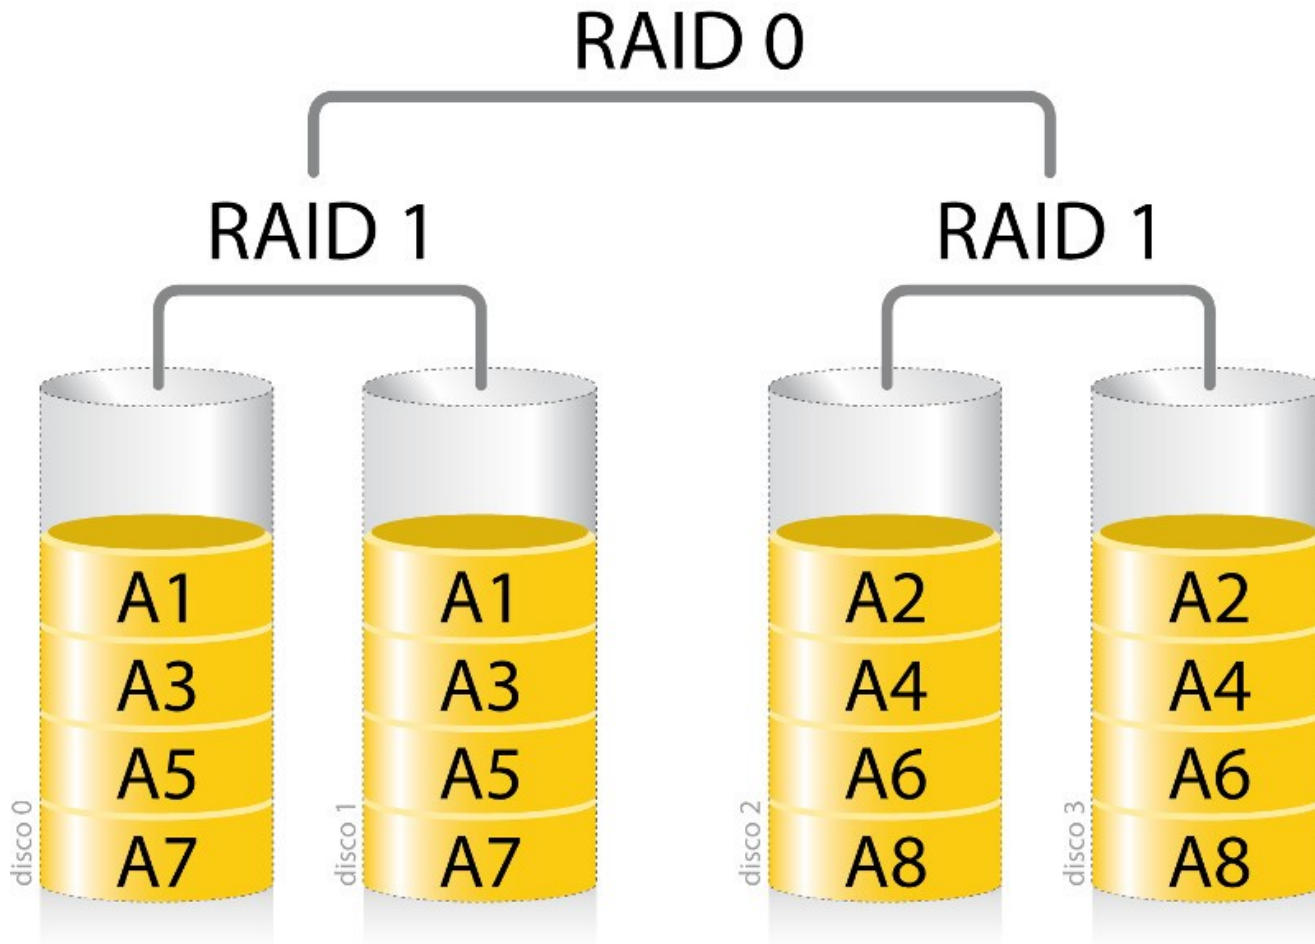 RAID 0
RAID 1
RAID 1
disco 0
A1
A3
A5
A7
disco 1
A1
A3
A5
A7
disco 2
A2
A4
A6
A8
disco 3
A2
A4
A6
A8